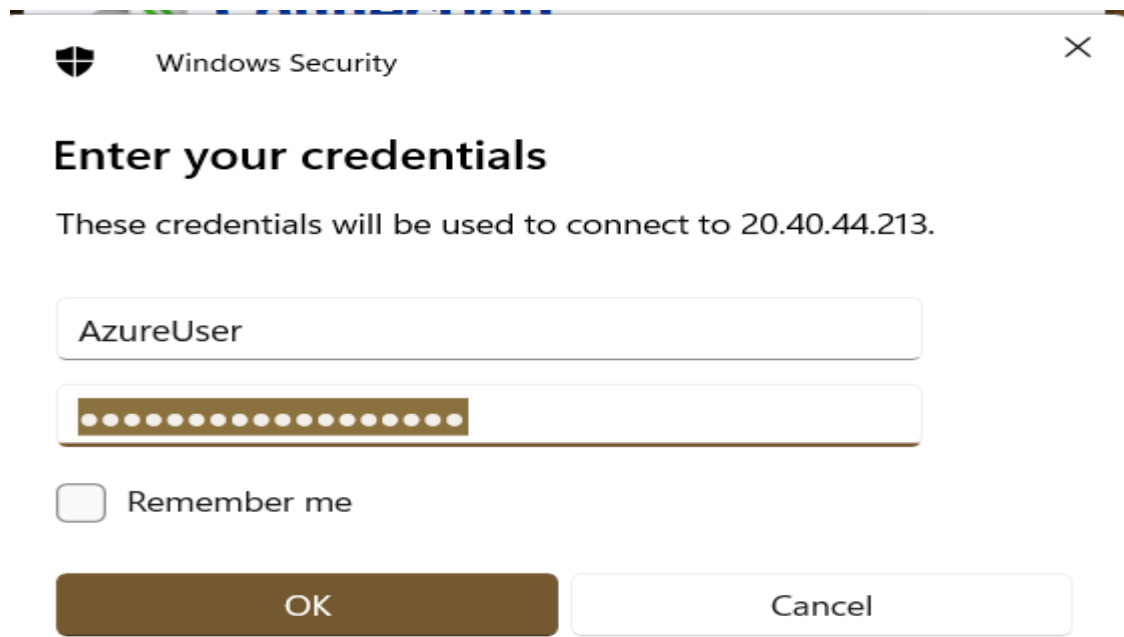 Windows Security
Enter your credentials
These credentials will be used to connect to 20.40.44.213.
AzureUser
••••••••••••••••••
Remember me
OK
Cancel